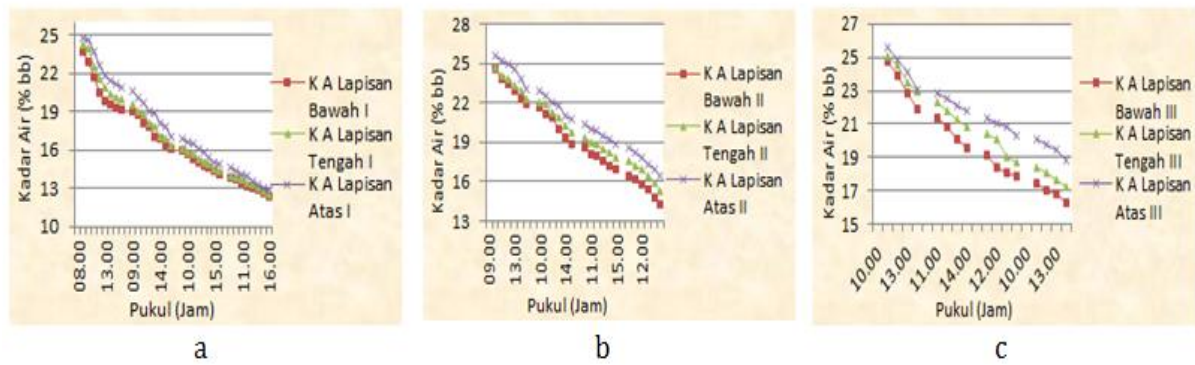 25
22
19
16
13
10
Kadar Air (% bb)
08.00
13.00
09.00
14.00
10.00
15.00
11.00
16.00
Pukul (Jam)
K A Lapisan
Bawah I
K A Lapisan
Tengah I
K A Lapisan
Atas I
a
28
25
22
19
16
13
Kadar Air (% bb)
09.00
13.00
10.00
14.00
11.00
15.00
12.00
Pukul (Jam)
K A Lapisan
Bawah II
K A Lapisan
Tengah II
K A Lapisan
Atas II
b
27
25
23
21
19
17
15
Kadar Air (% bb)
10.00
13.00
11.00
14.00
12.00
10.00
13.00
Pukul (Jam)
K A Lapisan
Bawah III
K A Lapisan
Tengah III
K A Lapisan
Atas III
c